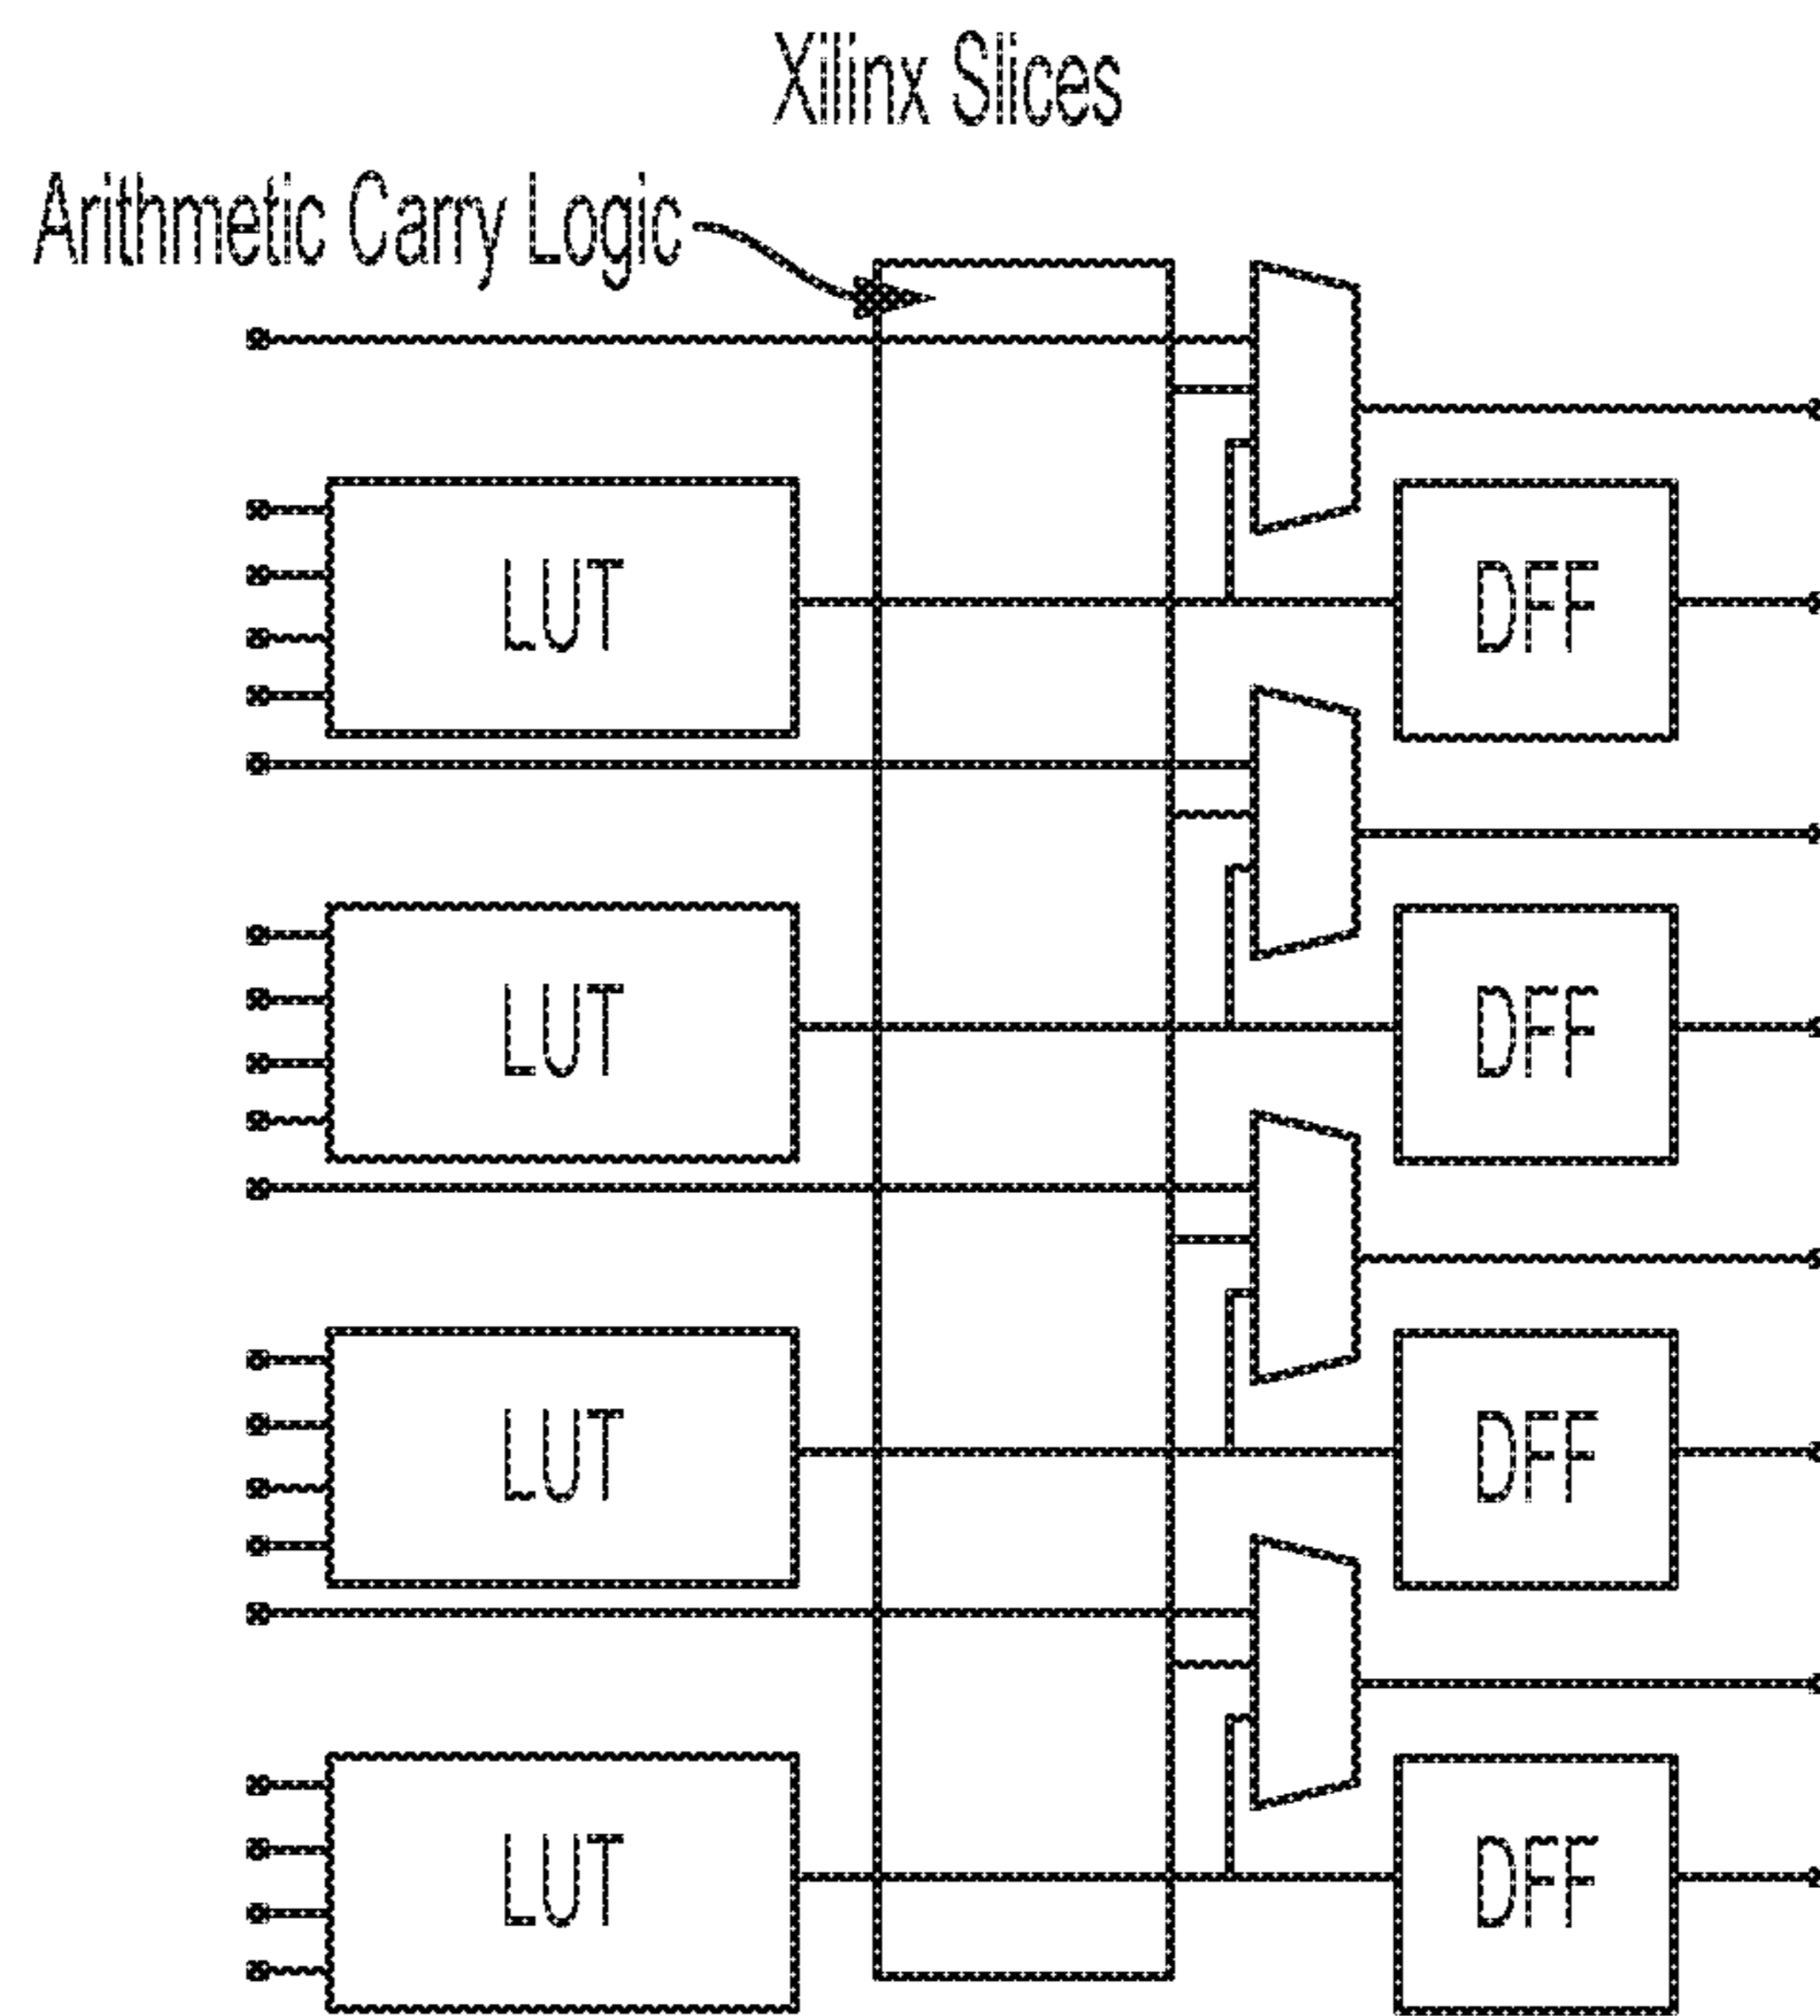 Xilinx Slices
Arithmetic Carry Logic
LUT
DFF
LUT
DFF
LUT
DFF
LUT
DFF